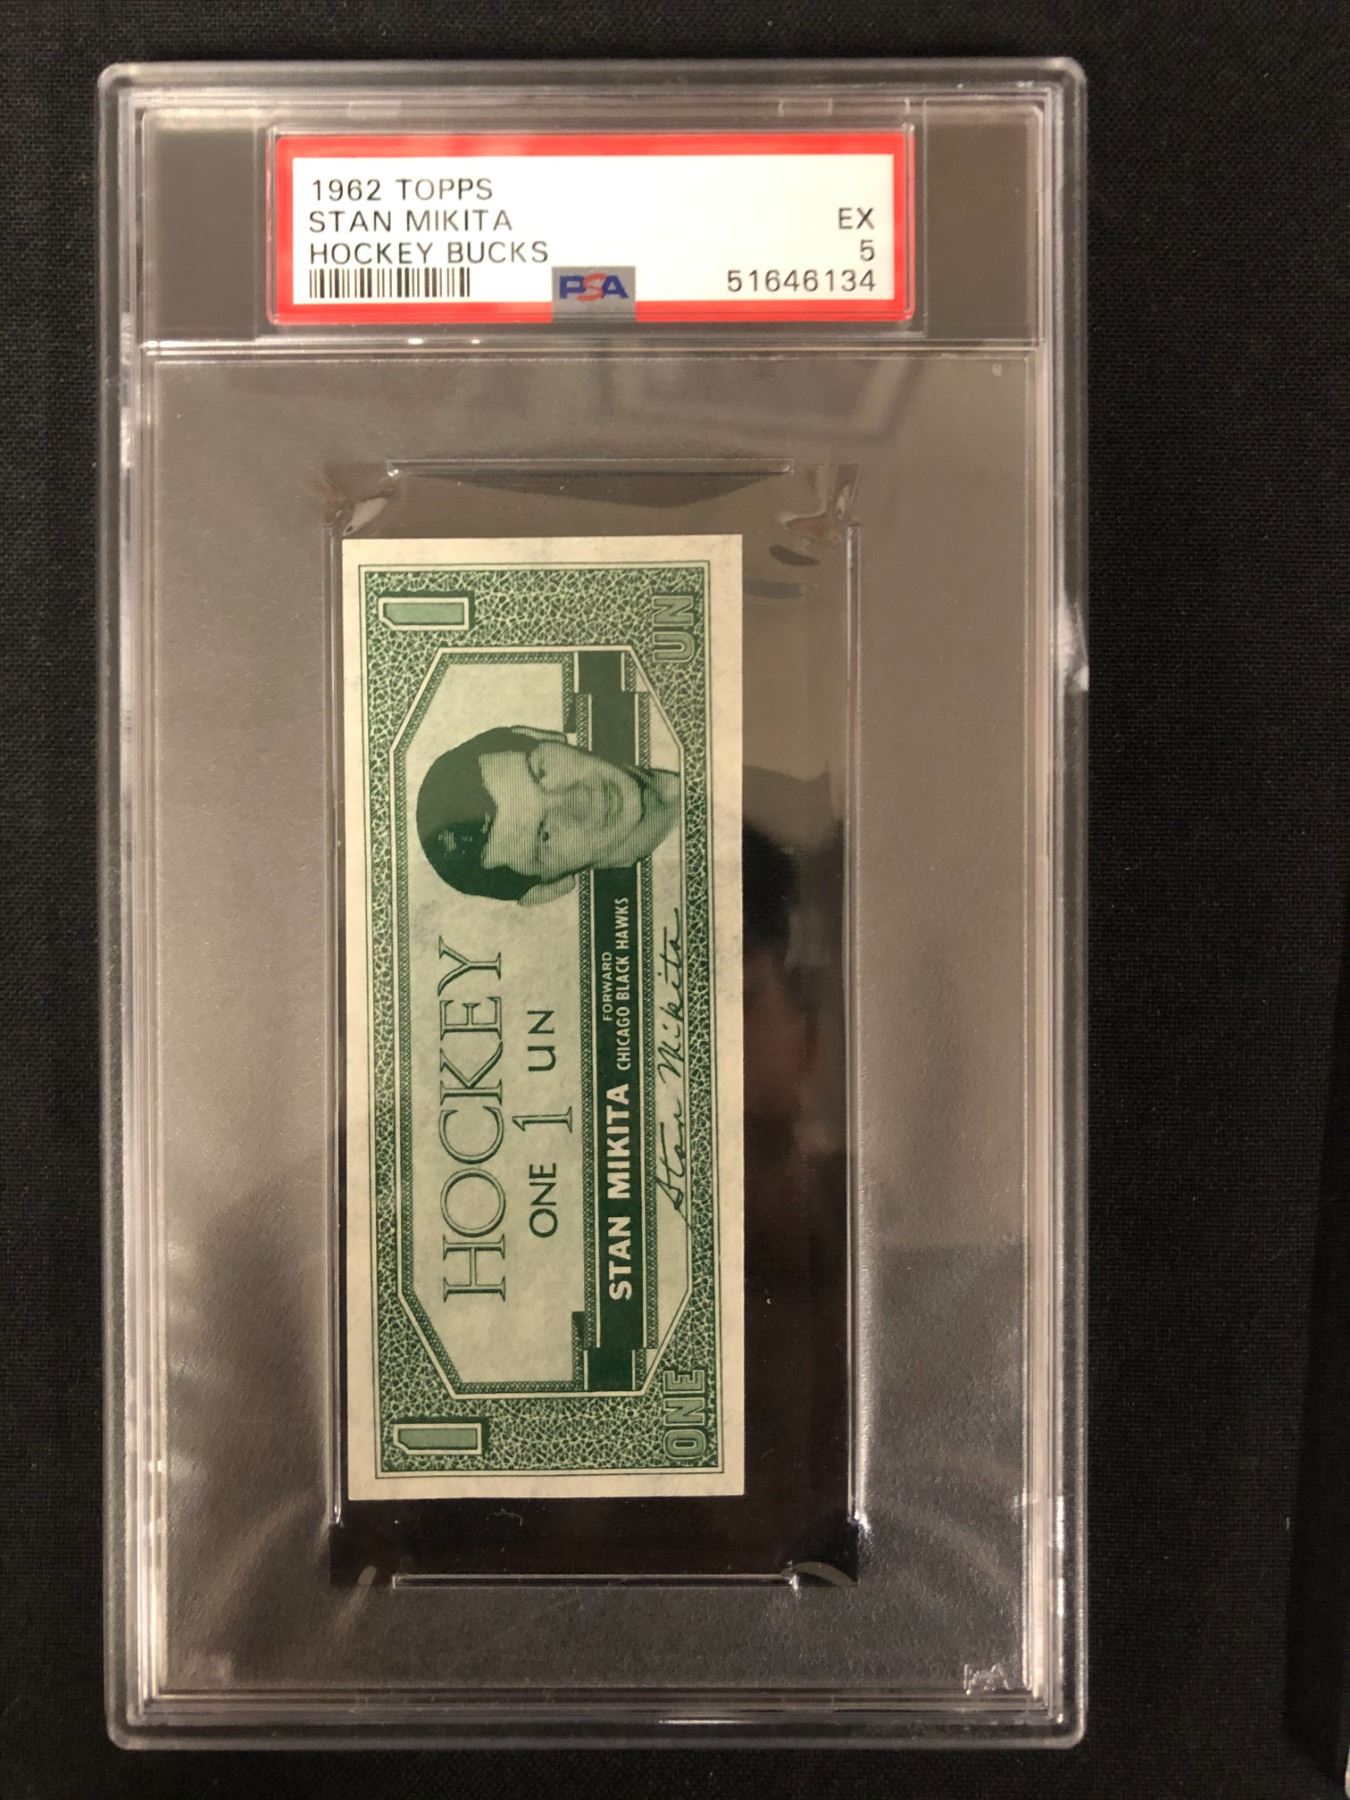 1962 TOPPS
STAN MIKITA
HOCKEY BUCKS
EX
5
51646134
PSA
1
1
HOCKEY
ONE 1 UN
STAN MIKITA
FORWARD
CHICAGO BLACK HAWKS
Stan Mikita
ONE
UN